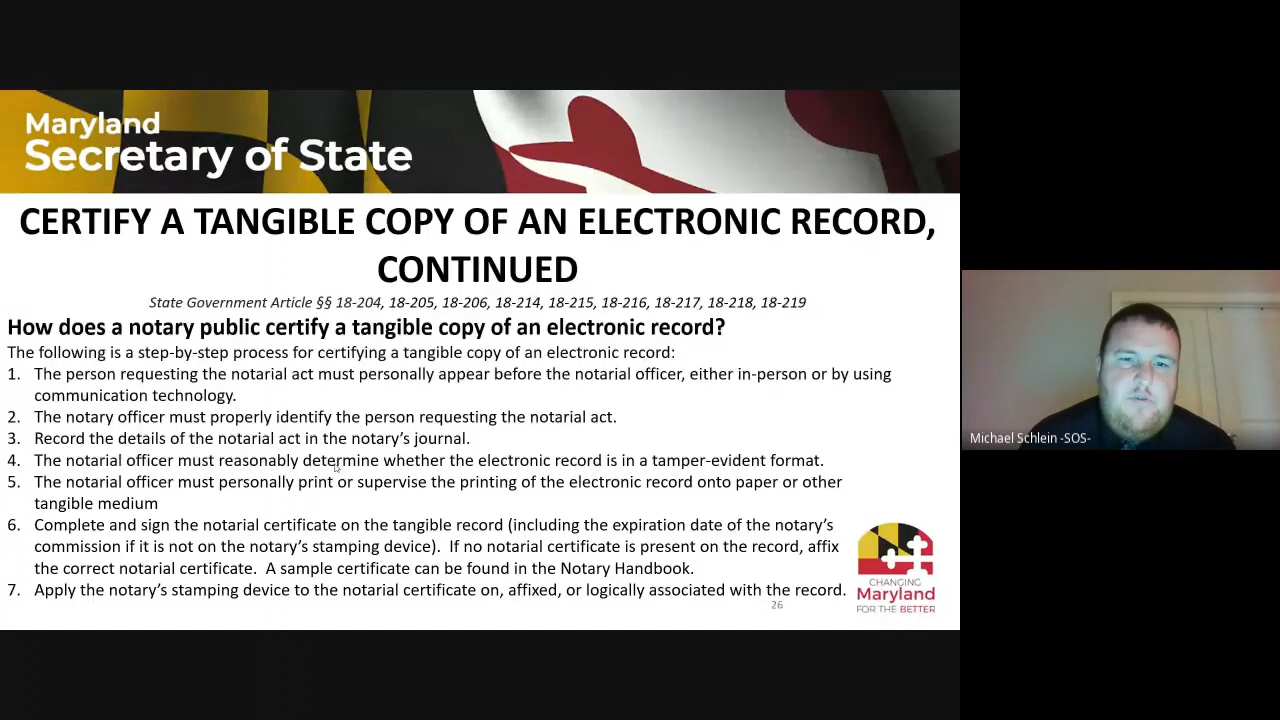 Maryland
Secretary of State
CERTIFY A TANGIBLE COPY OF AN ELECTRONIC RECORD,
CONTINUED
State Government Article §§ 18-204, 18-205, 18-206, 18-214, 18-215, 18-216, 18-217, 18-218, 18-219
How does a notary public certify a tangible copy of an electronic record?
The following is a step-by-step process for certifying a tangible copy of an electronic record:
1. The person requesting the notarial act must personally appear before the notarial officer, either in-person or by using
communication technology.
2. The notary officer must properly identify the person requesting the notarial act.
3. Record the details of the notarial act in the notary's journal.
4. The notarial officer must reasonably determine whether the electronic record is in a tamper-evident format.
5. The notarial officer must personally print or supervise the printing of the electronic record onto paper or other
tangible medium
6. Complete and sign the notarial certificate on the tangible record (including the expiration date of the notary's
commission if it is not on the notary's stamping device). If no notarial certificate is present on the record, affix
the correct notarial certificate. A sample certificate can be found in the Notary Handbook.
7. Apply the notary's stamping device to the notarial certificate on, affixed, or logically associated with the record.
26
CHANGING
Maryland
FOR THE BETTER
Michael Schlein -SOS-